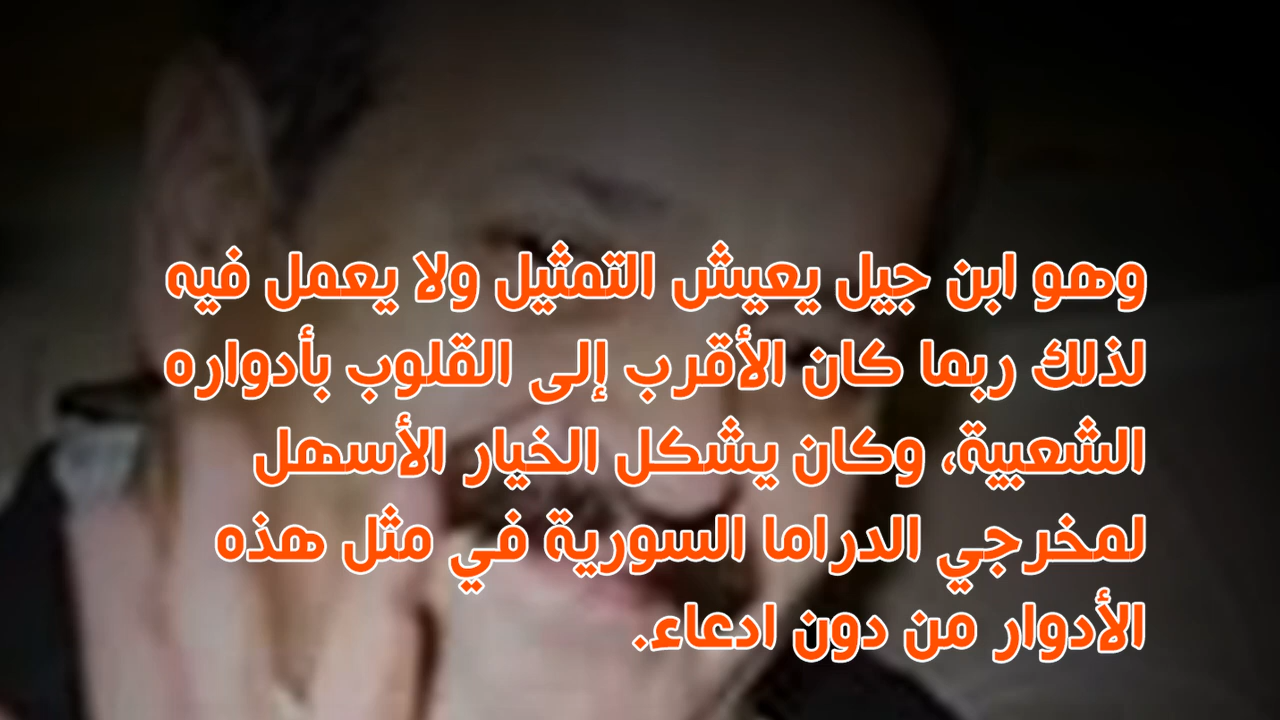 وهو ابن جيل يعيش التمثيل ولا يعمل فيه
لذلك ربما كان الأقرب إلى القلوب بأدواره
الشعبية، وكان يشكل الخيار الأسهل
لمخرجي الدراما السورية في مثل هذه
الأدوار من دون ادعاء.